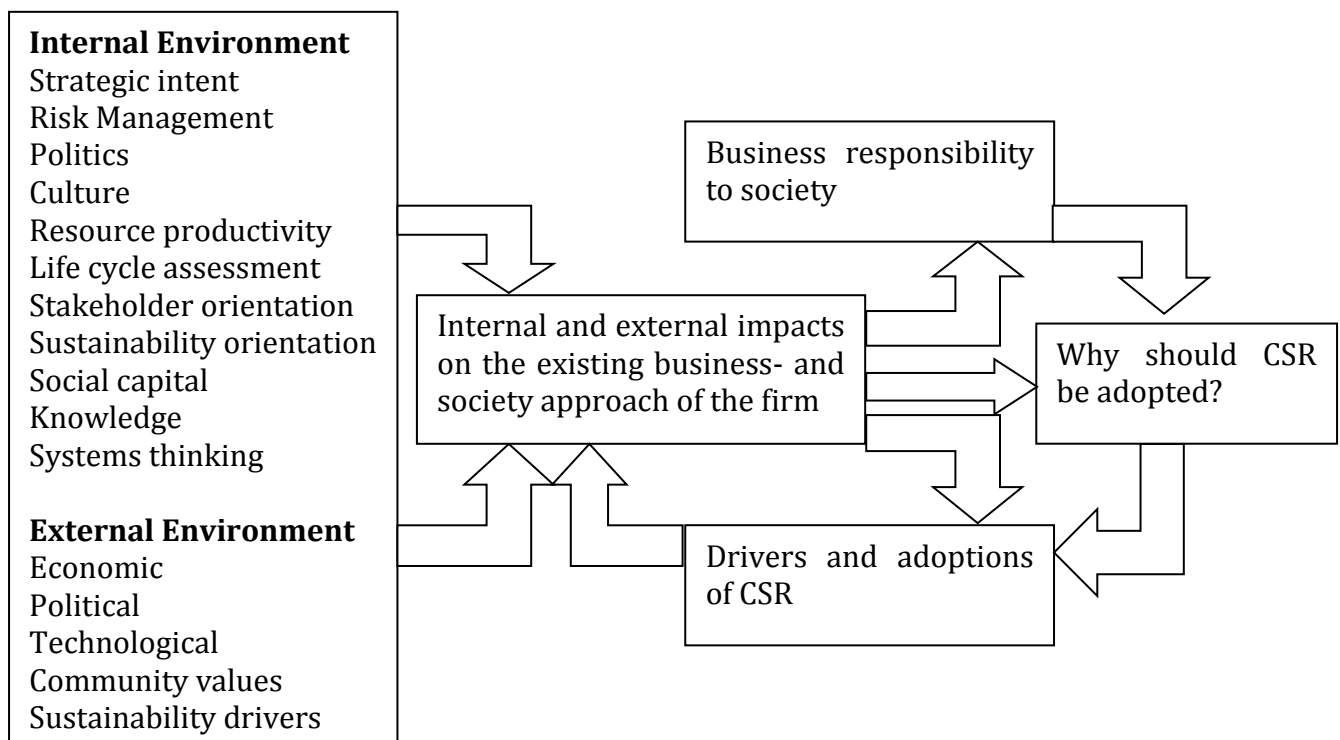 Internal Environment
Strategic intent
Risk Management
Politics
Culture
Resource productivity
Life cycle assessment
Stakeholder orientation
Sustainability orientation
Social capital
Knowledge
Systems thinking
External Environment
Economic
Political
Technological
Community values
Sustainability drivers
Internal and external impacts
on the existing business- and
society approach of the firm
Business responsibility
to society
Why should CSR
be adopted?
Drivers and adoptions
of CSR